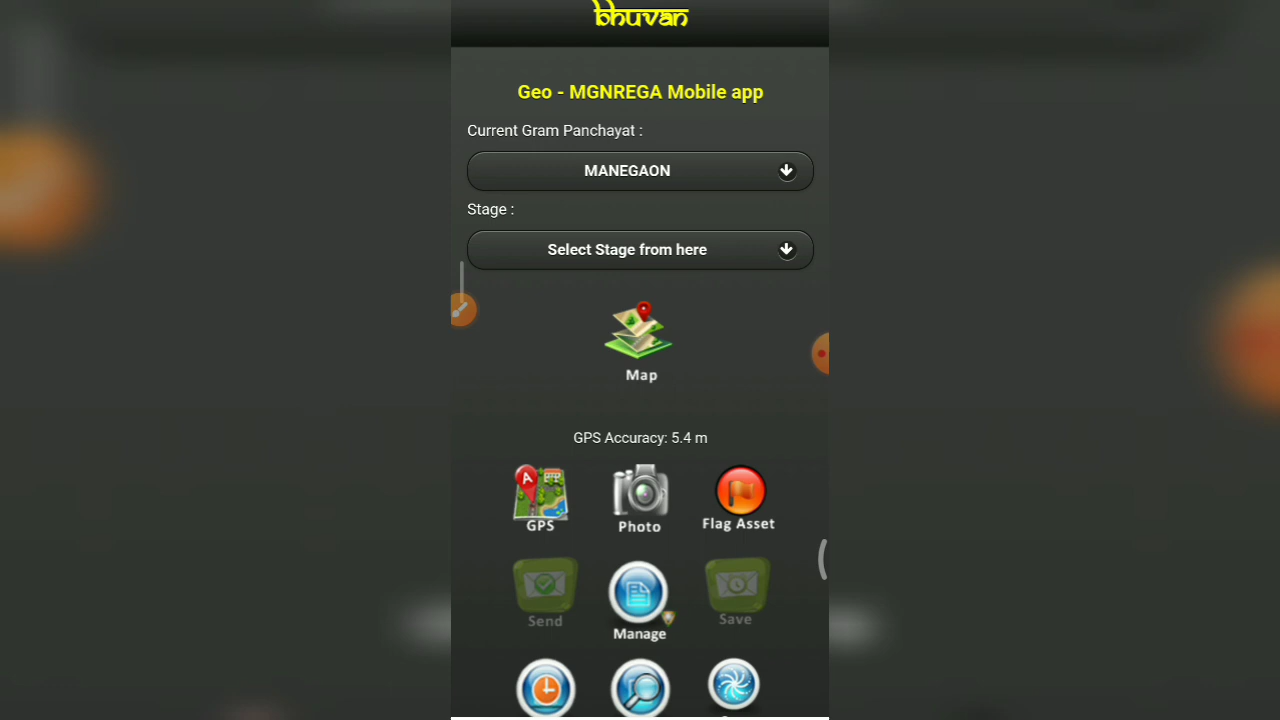 bhuvan
Geo - MGNREGA Mobile app
Current Gram Panchayat :
MANEGAON
Stage :
Select Stage from here
Map
GPS Accuracy: 5.4 m
A
GPS Photo Flag Asset
Send Manage Save